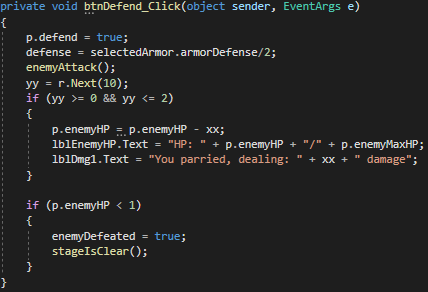 private void btnDefend_Click(object sender, EventArgs e)
{
p.defend = true;
defense = selectedArmor.armorDefense/2;
enemyAttack();
yy = r.Next(10);
if (yy >= 0 && yy <= 2)
{
p.enemyHP = p.enemyHP - xx;
lblEnemyHP.Text = "HP: " + p.enemyHP + "/" + p.enemyMaxHP;
lblDmg1.Text = "You parried, dealing: " + xx + " damage";
}
if (p.enemyHP < 1)
{
enemyDefeated = true;
stageIsClear();
}
}